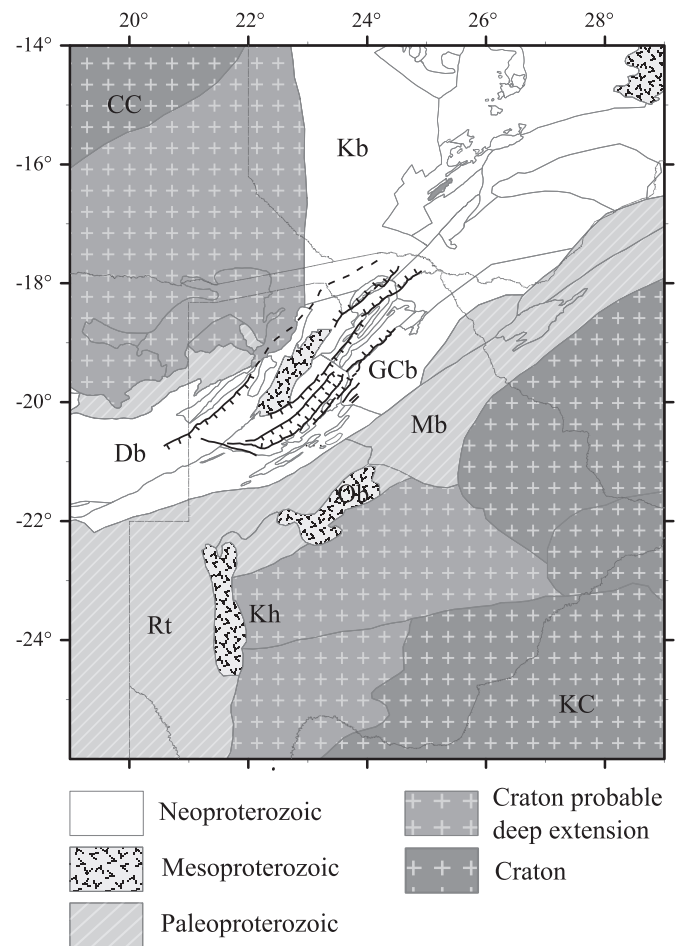 20° 22° 24° 26° 28°
-14°
CC
Kb
-16°
-18°
GCb
-20°
Mb
Db
Ob
-22°
Kh
Rt
-24°
KC
Neoproterozoic
Mesoproterozoic
Paleoproterozoic
Craton probable
deep extension
Craton